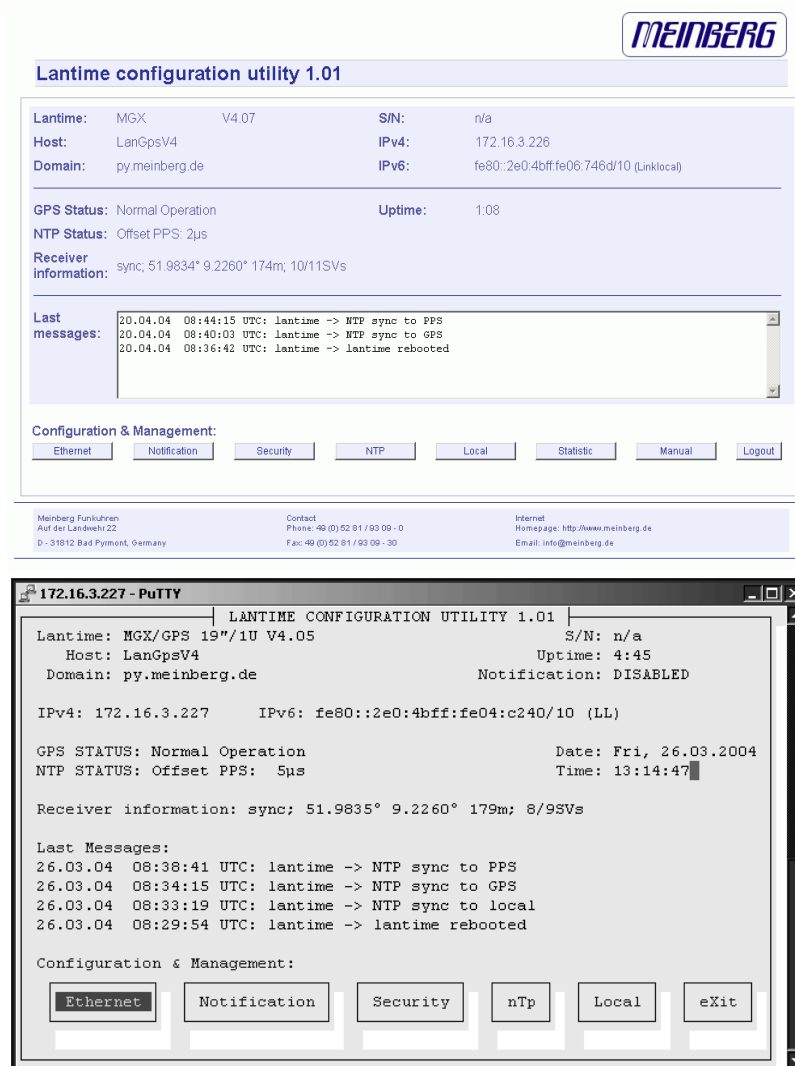 MEINBERG
Lantime configuration utility 1.01
Lantime: MGX V4.07 S/N: n/a
Host: LanGpsV4 IPv4: 172.16.3.226
Domain: py.meinberg.de IPv6: fe80::2e0:4bff:fe06:746d/10 (Linklocal)
GPS Status: Normal Operation Uptime: 1:08
NTP Status: Offset PPS: 2µs
Receiver information: sync; 51.9834° 9.2260° 174m; 10/11SVs
Last messages:
20.04.04 08:44:15 UTC: lantime -> NTP sync to PPS
20.04.04 08:40:03 UTC: lantime -> NTP sync to GPS
20.04.04 08:36:42 UTC: lantime -> lantime rebooted
Configuration & Management:
Ethernet Notification Security NTP Local Statistic Manual Logout
Meinberg Funkuhren Contact Internet
Auf der Landwehr 22 Phone: 49 (0) 52 81 / 93 09 - 0 Homepage: http://www.meinberg.de
D - 31812 Bad Pyrmont, Germany Fax: 49 (0) 52 81 / 93 09 - 30 Email: info@meinberg.de
172.16.3.227 - PuTTY
LANTIME CONFIGURATION UTILITY 1.01
Lantime: MGX/GPS 19"/1U V4.05 S/N: n/a
Host: LanGpsV4 Uptime: 4:45
Domain: py.meinberg.de Notification: DISABLED
IPv4: 172.16.3.227 IPv6: fe80::2e0:4bff:fe04:c240/10 (LL)
GPS STATUS: Normal Operation Date: Fri, 26.03.2004
NTP STATUS: Offset PPS: 5µs Time: 13:14:47
Receiver information: sync; 51.9835° 9.2260° 179m; 8/9SVs
Last Messages:
26.03.04 08:38:41 UTC: lantime -> NTP sync to PPS
26.03.04 08:34:15 UTC: lantime -> NTP sync to GPS
26.03.04 08:33:19 UTC: lantime -> NTP sync to local
26.03.04 08:29:54 UTC: lantime -> lantime rebooted
Configuration & Management:
Ethernet Notification Security nTp Local eXit